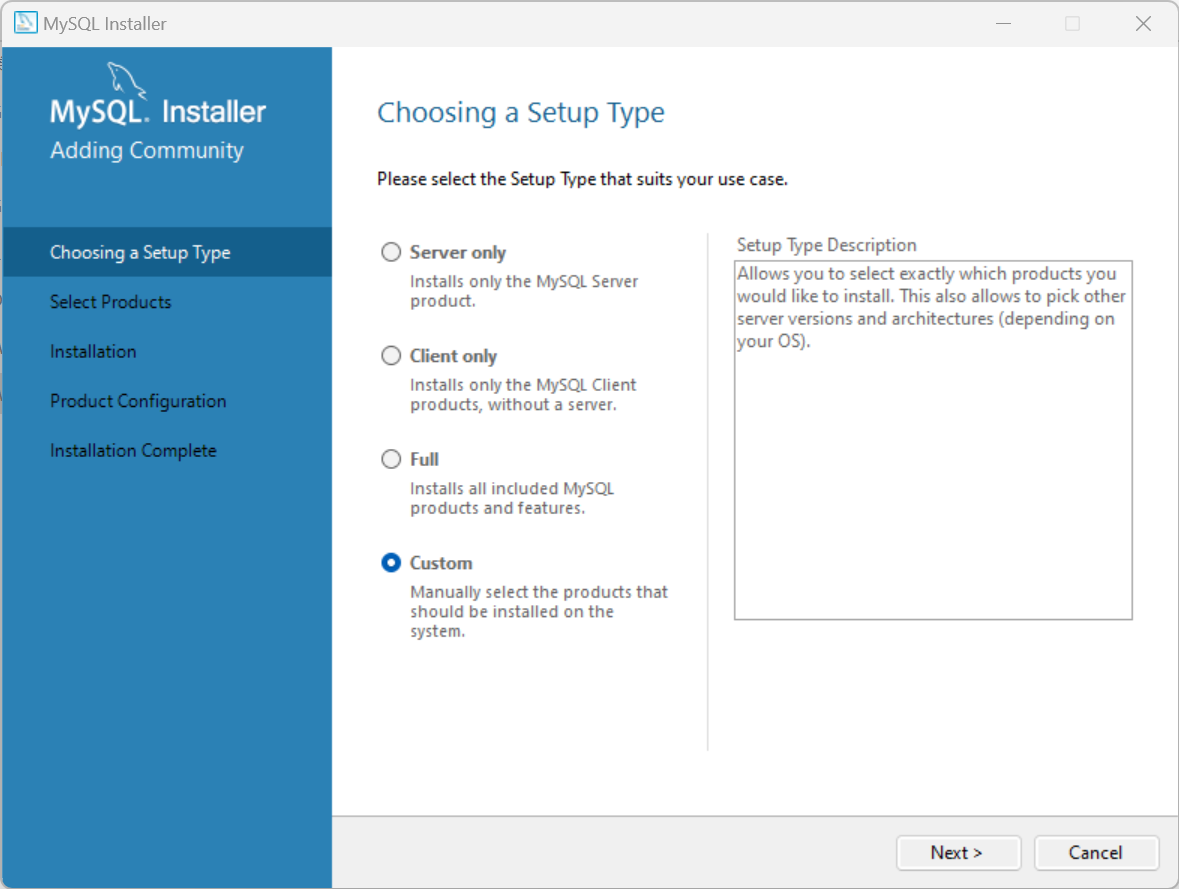 MySQL Installer
MySQL. Installer
Adding Community
Choosing a Setup Type
Select Products
Installation
Product Configuration
Installation Complete
Choosing a Setup Type
Please select the Setup Type that suits your use case.
Server only
Installs only the MySQL Server
product.
Client only
Installs only the MySQL Client
products, without a server.
Full
Installs all included MySQL
products and features.
Custom
Manually select the products that
should be installed on the
system.
Setup Type Description
Allows you to select exactly which products you
would like to install. This also allows to pick other
server versions and architectures (depending on
your OS).
Next >
Cancel